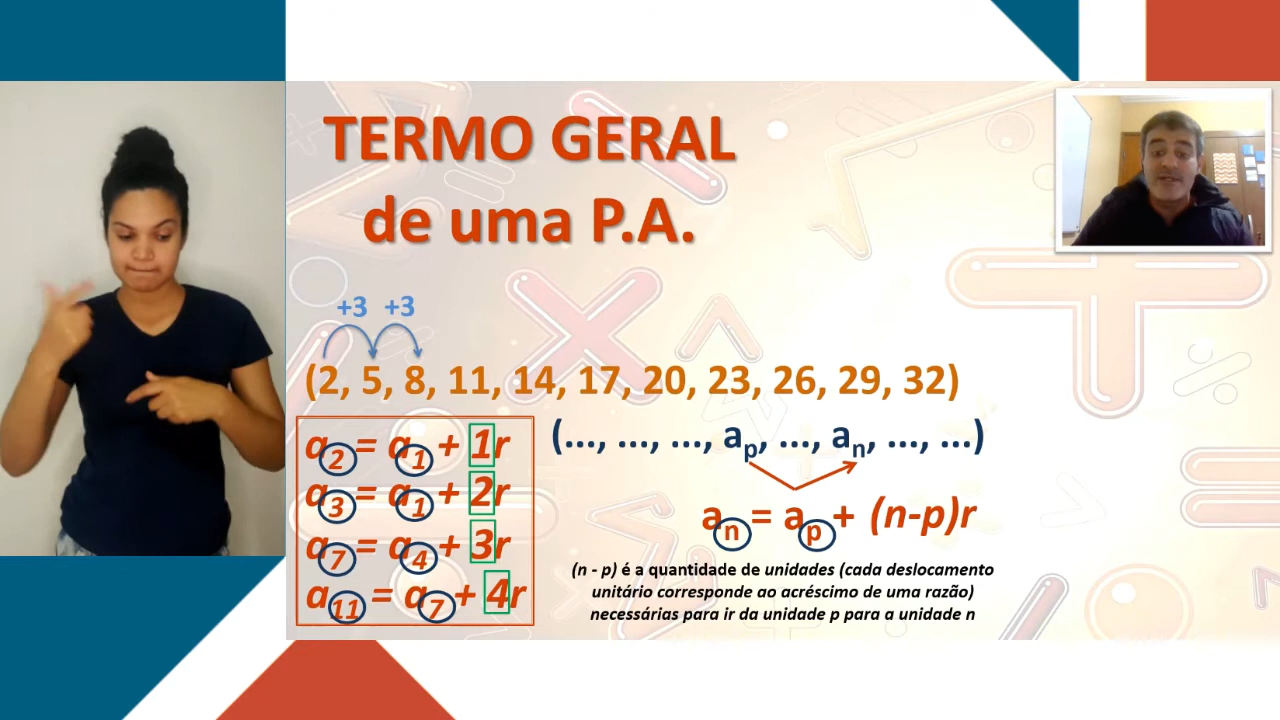 TERMO GERAL
de uma P.A.
+3 +3
(2, 5, 8, 11, 14, 17, 20, 23, 26, 29, 32)
a₂ = a₁ + 1r
a₃ = a₁ + 2r
a₇ = a₄ + 3r
a₁₁ = a₇ + 4r
(..., ..., ..., aₚ, ..., aₙ, ..., ...)
aₙ = aₚ + (n-p)r
(n - p) é a quantidade de unidades (cada deslocamento
unitário corresponde ao acréscimo de uma razão)
necessárias para ir da unidade p para a unidade n